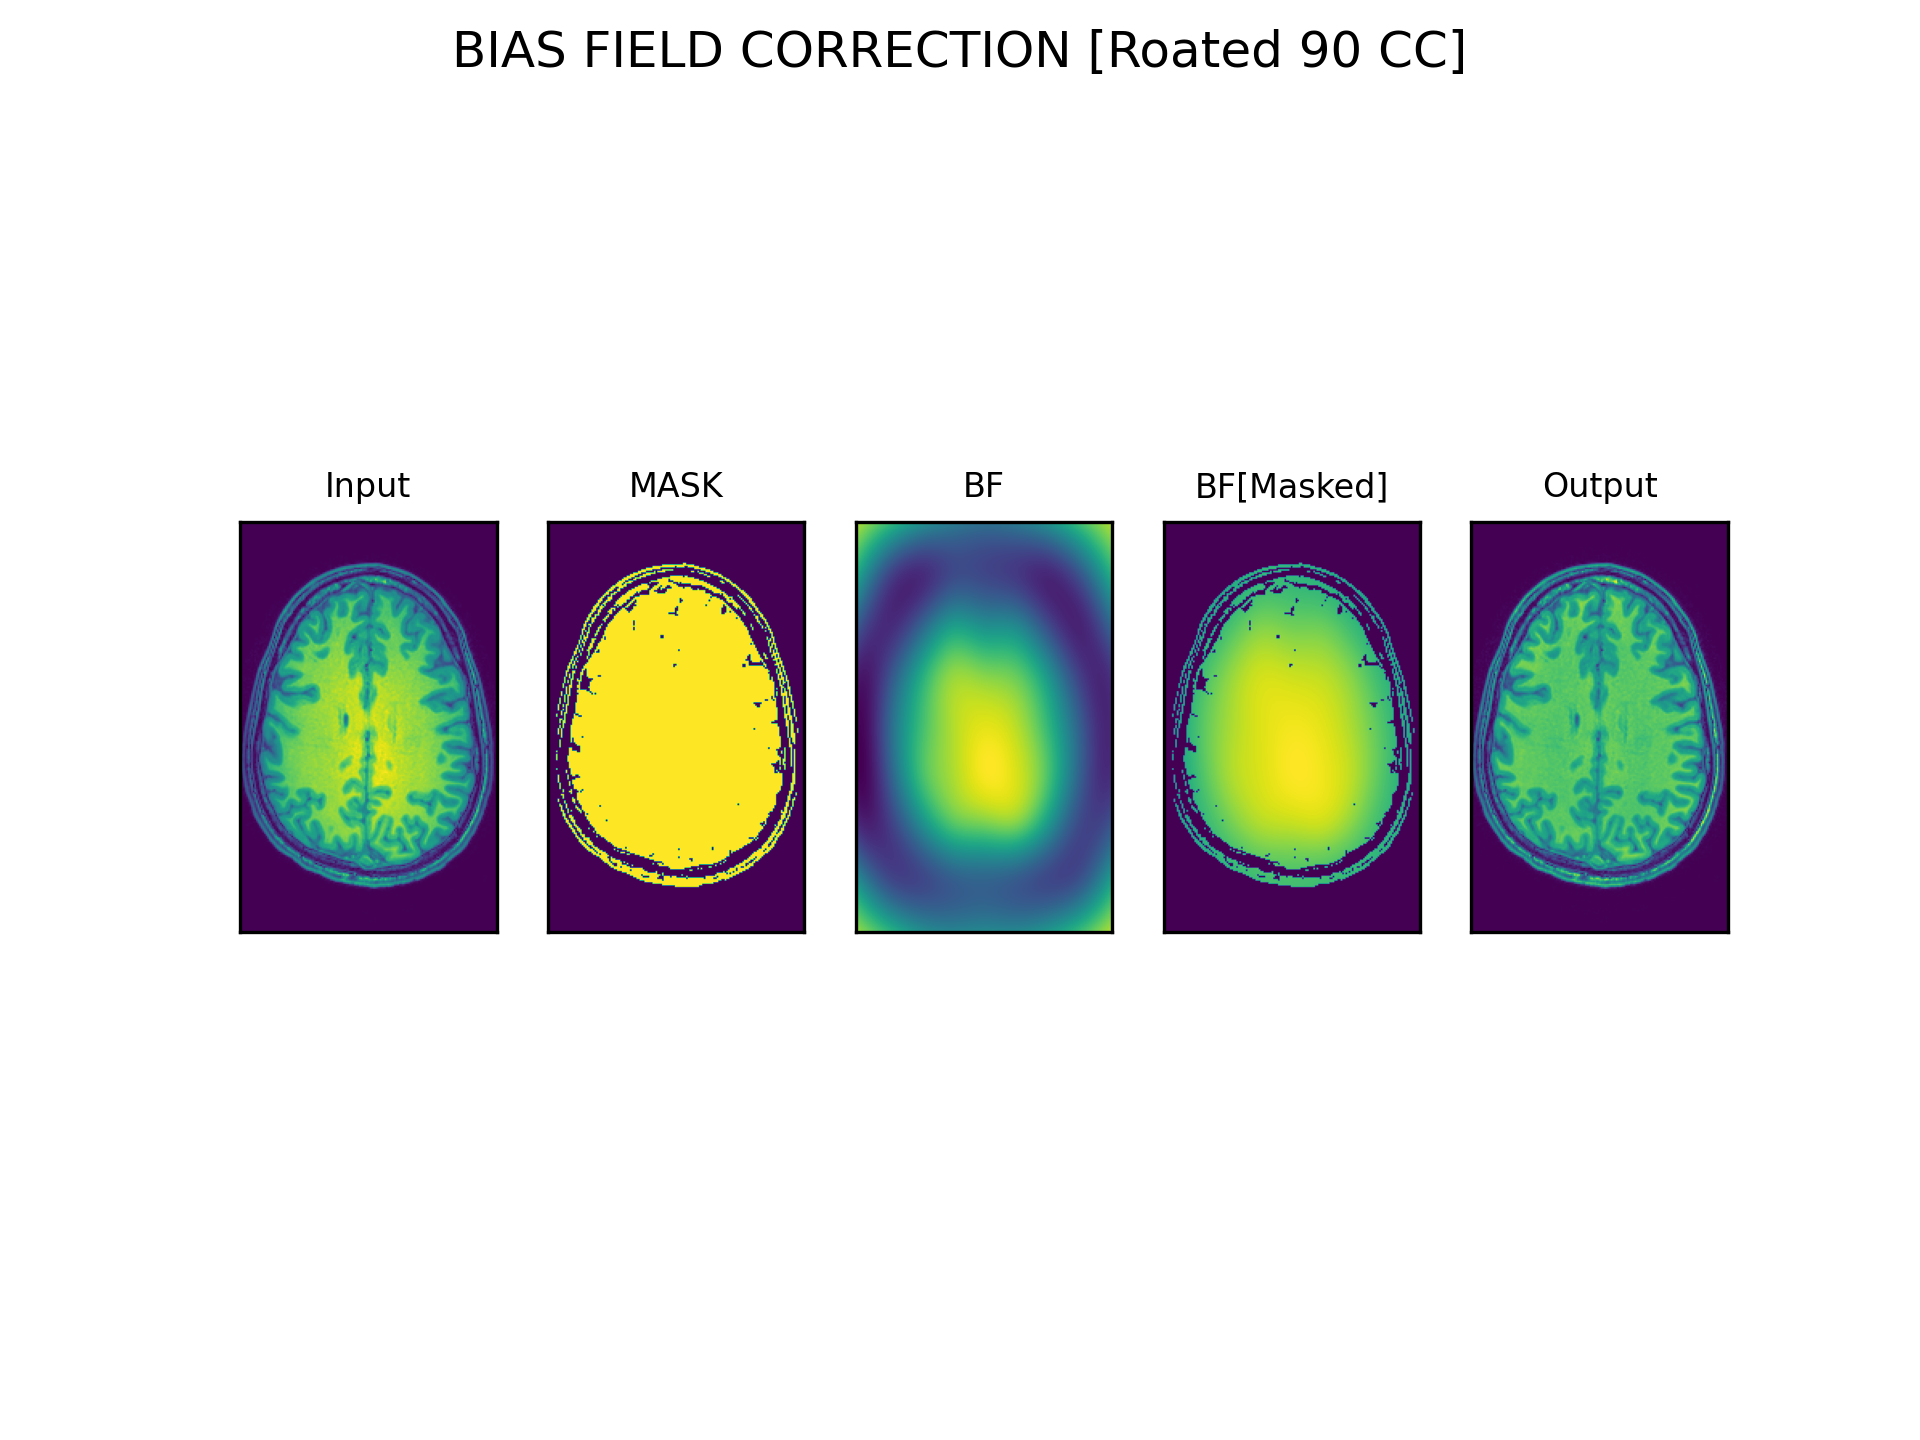 BIAS FIELD CORRECTION [Roated 90 CC]
Input
MASK
BF
BF[Masked]
Output